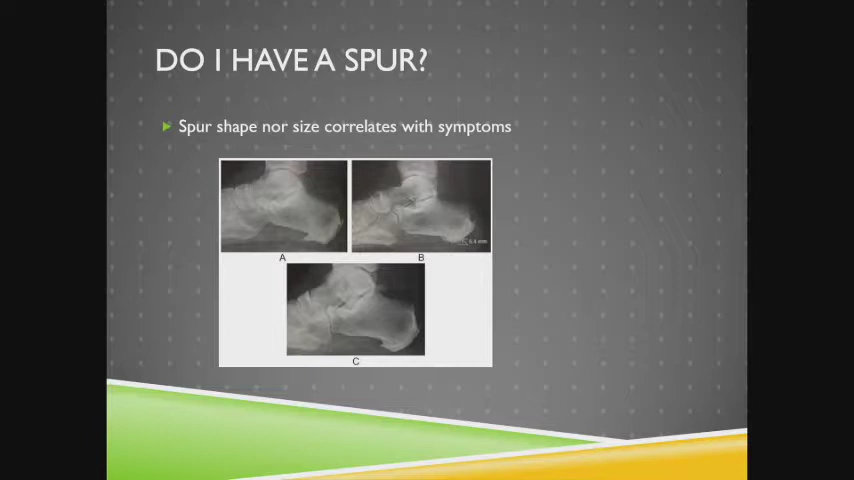 DO I HAVE A SPUR?
Spur shape nor size correlates with symptoms
A
B
C